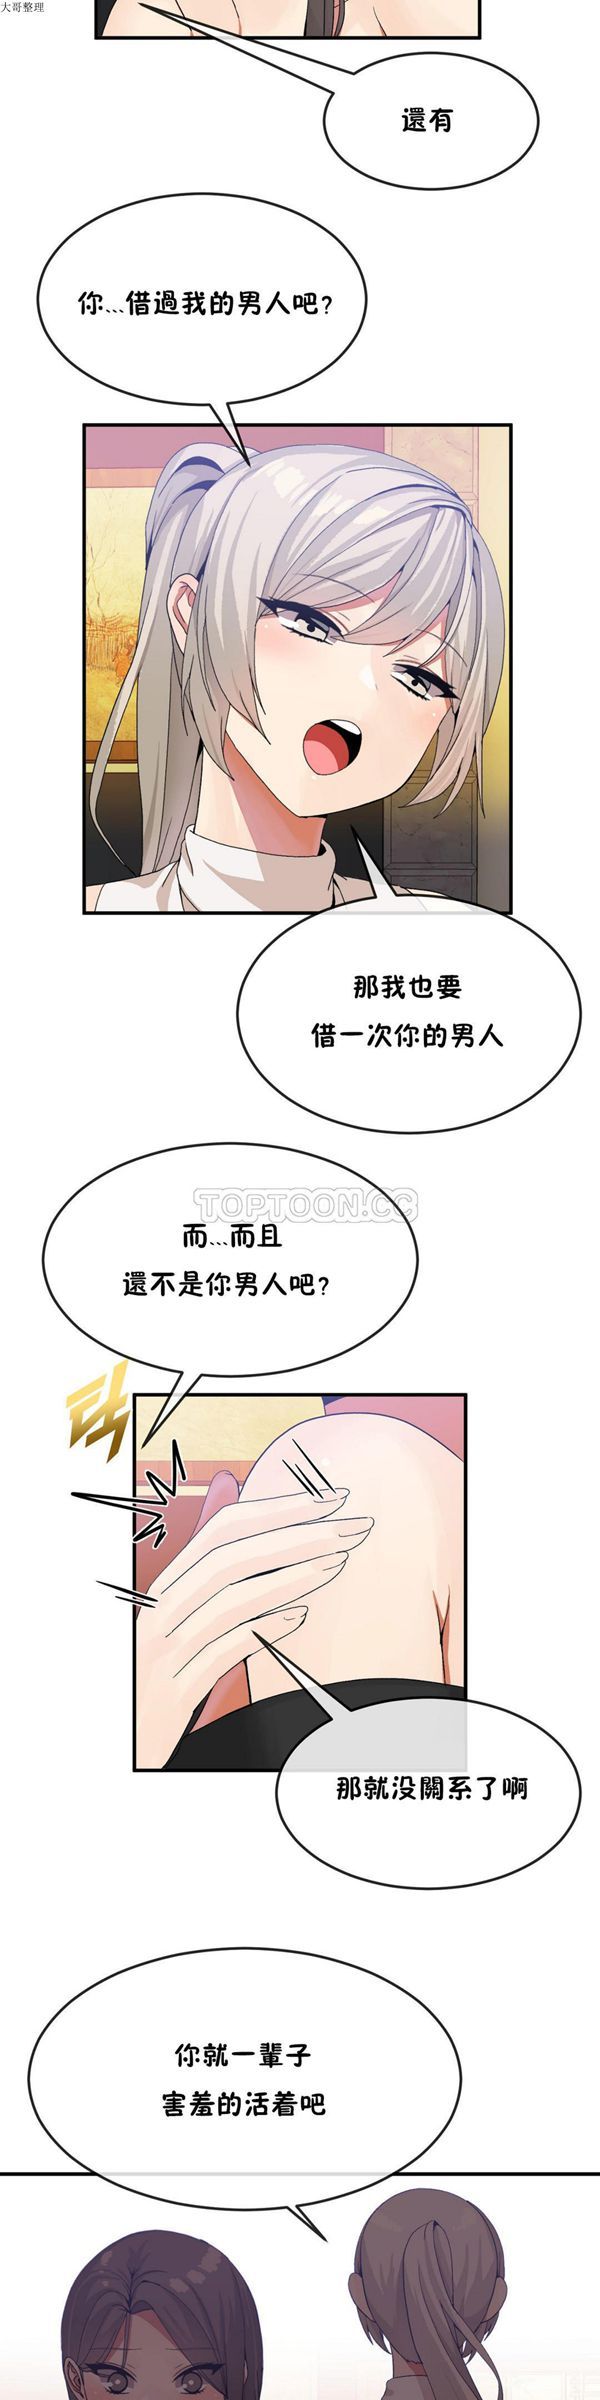 大哥整理
還有
你...借過我的男人吧?
那我也要
借一次你的男人
TOPTOON.CC
而...而且
還不是你男人吧?
탁
那就没關系了啊
你就一輩子
害羞的活着吧